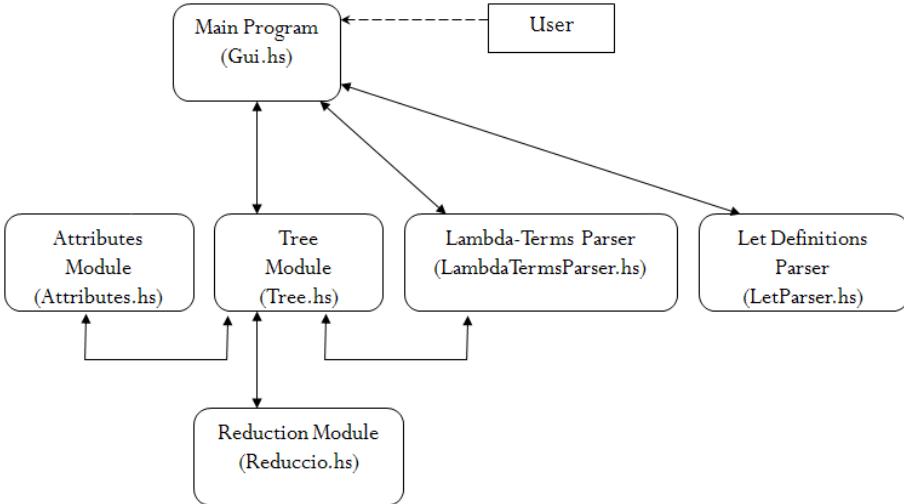 Main Program
(Gui.hs)
User
Attributes
Module
(Attributes.hs)
Tree
Module
(Tree.hs)
Lambda-Terms Parser
(LambdaTermsParser.hs)
Let Definitions
Parser
(LetParser.hs)
Reduction Module
(Reduccio.hs)